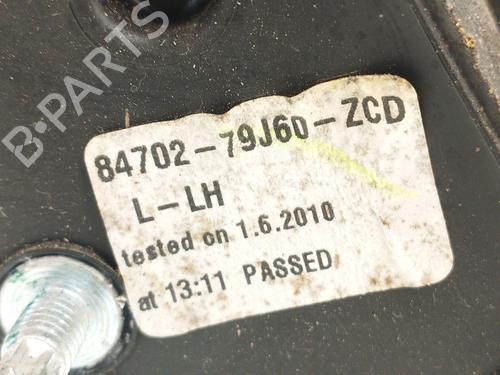 B-PARTS
84702-79J60-ZCD
L-LH
tested on 1.6.2010
at 13:11 PASSED